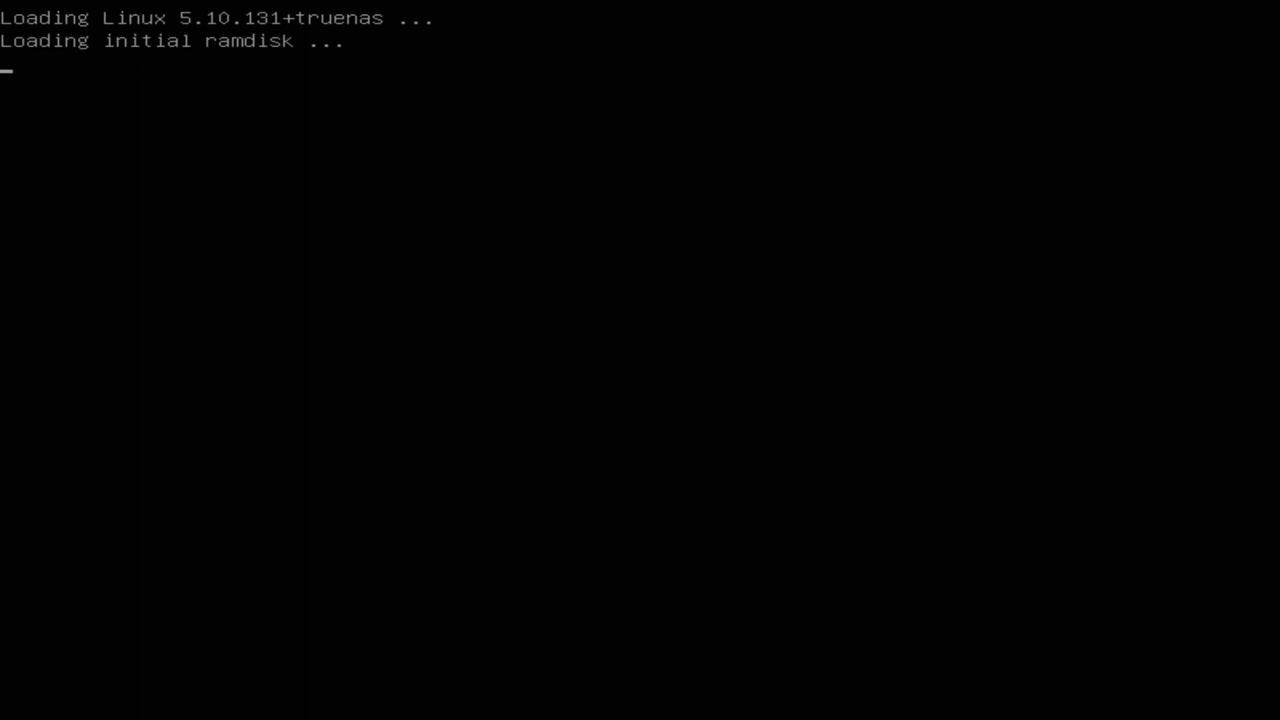 Loading Linux 5.10.131+truenas ...
Loading initial ramdisk ...